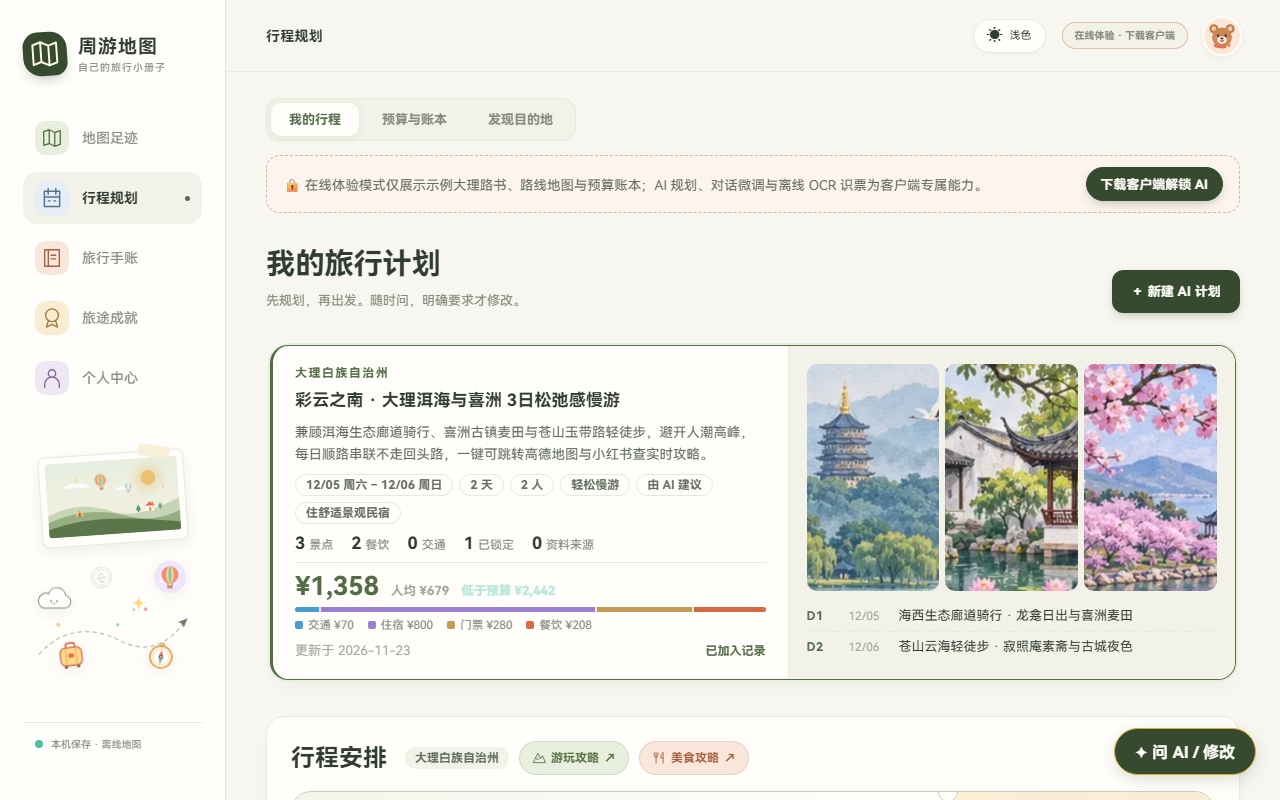 周游地图
自己的旅行小册子
地图足迹
行程规划
旅行手账
旅途成就
个人中心
本机保存 · 离线地图
行程规划
浅色
在线体验 · 下载客户端
我的行程
预算与账本
发现目的地
在线体验模式仅展示示例大理路书、路线地图与预算账本；AI 规划、对话微调与离线 OCR 识票为客户端专属能力。
下载客户端解锁 AI
我的旅行计划
先规划，再出发。随时问，明确要求才修改。
+ 新建 AI 计划
大理白族自治州
彩云之南 · 大理洱海与喜洲 3日松弛感慢游
兼顾洱海生态廊道骑行、喜洲古镇麦田与苍山玉带路轻徒步，避开人潮高峰，
每日顺路串联不走回头路，一键可跳转高德地图与小红书查实时攻略。
12/05 周六 – 12/06 周日
2 天
2 人
轻松慢游
由 AI 建议
住舒适景观民宿
3 景点
2 餐饮
0 交通
1 已锁定
0 资料来源
¥1,358 人均 ¥679 低于预算 ¥2,442
交通 ¥70
住宿 ¥800
门票 ¥280
餐饮 ¥208
更新于 2026-11-23
已加入记录
D1 12/05 海西生态廊道骑行 · 龙龛日出与喜洲麦田
D2 12/06 苍山云海轻徒步 · 寂照庵素斋与古城夜色
行程安排
大理白族自治州
游玩攻略 ↗
美食攻略 ↗
✦ 问 AI / 修改